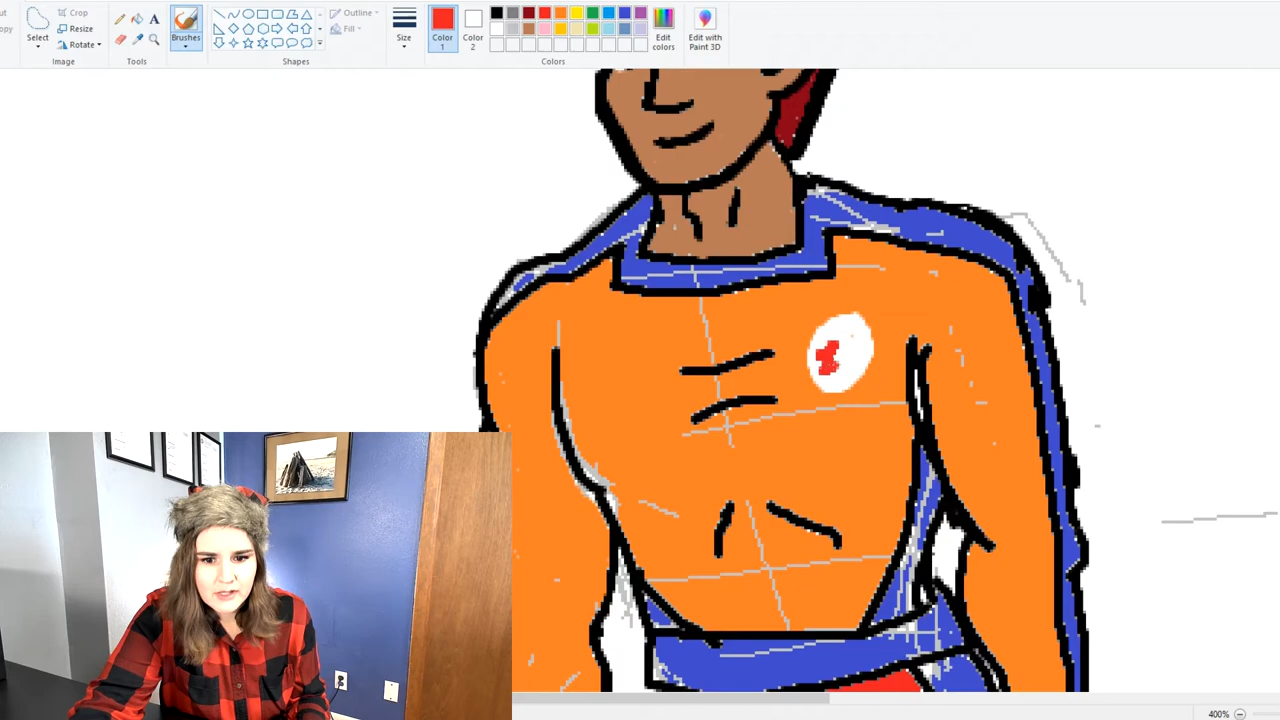 opy
Crop
Resize
Rotate
Select
Image
Tools
Brushes
Shapes
Outline
Fill
Size
Color
1
Color
2
Colors
Edit
colors
Edit with
Paint 3D
400%